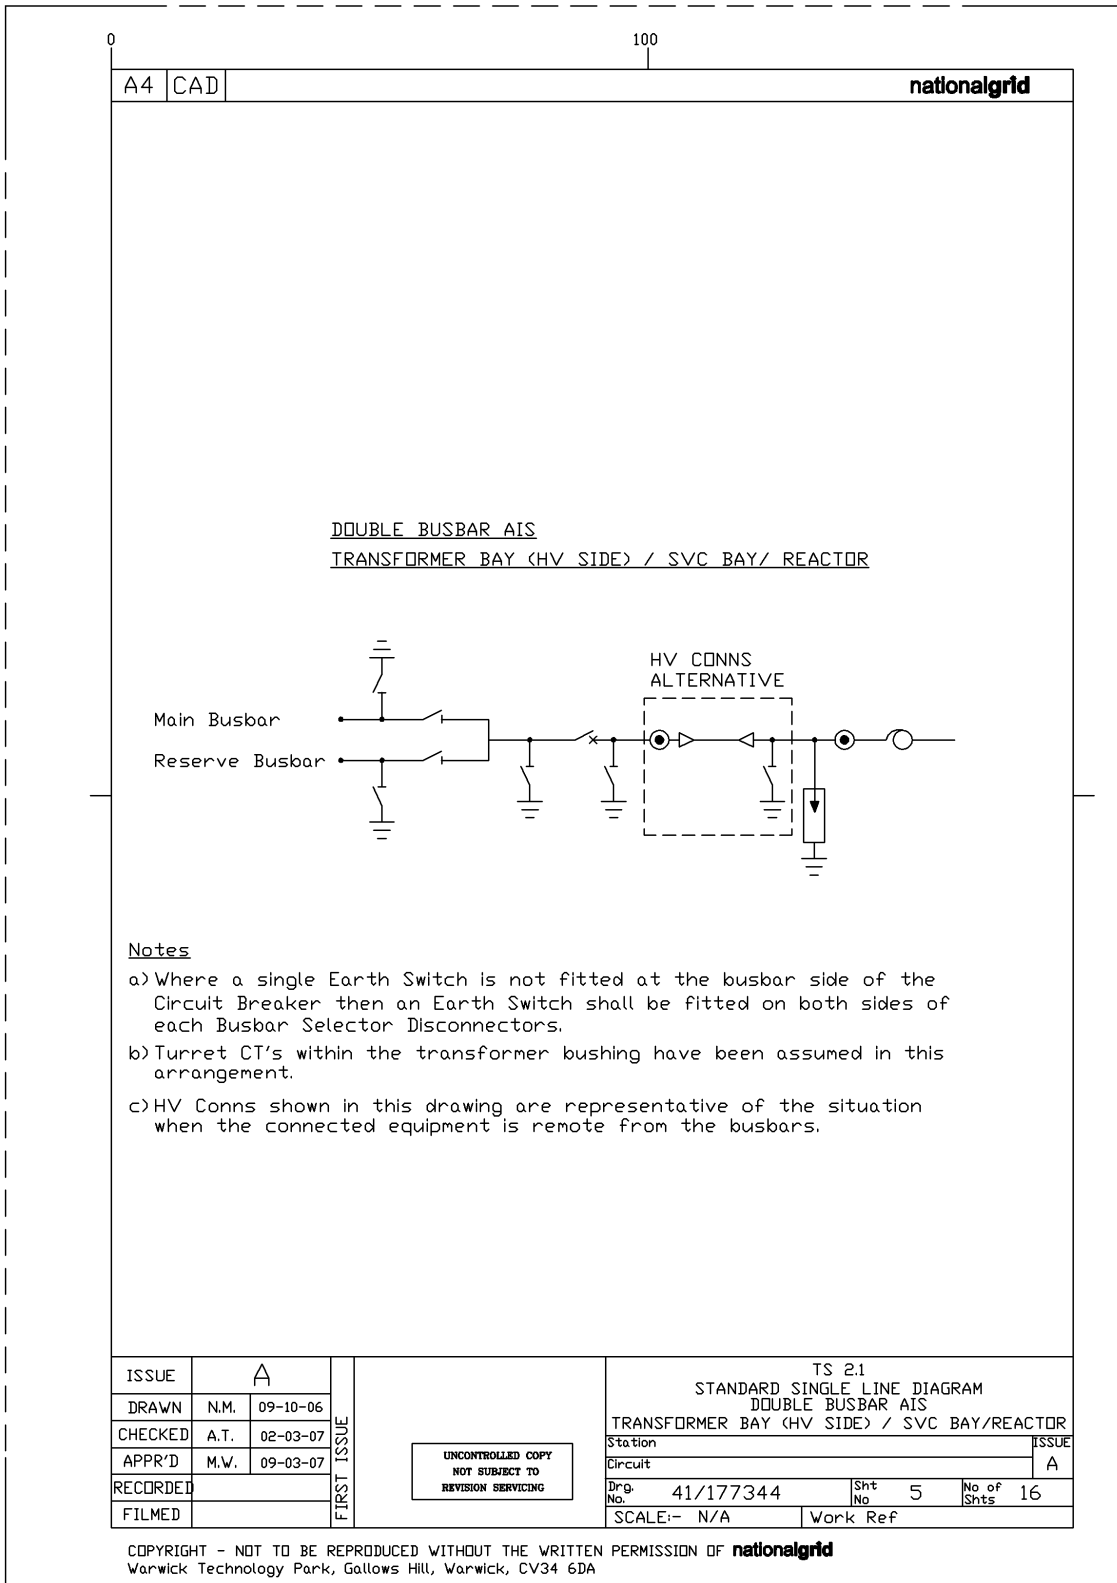 0
100
A4 CAD
nationalgrid
DOUBLE BUSBAR AIS
TRANSFORMER BAY (HV SIDE) / SVC BAY/ REACTOR
HV CONNS
ALTERNATIVE
Main Busbar
Reserve Busbar
Notes
a) Where a single Earth Switch is not fitted at the busbar side of the
Circuit Breaker then an Earth Switch shall be fitted on both sides of
each Busbar Selector Disconnectors.
b) Turret CT's within the transformer bushing have been assumed in this
arrangement.
c) HV Conns shown in this drawing are representative of the situation
when the connected equipment is remote from the busbars.
ISSUE A
DRAWN N.M. 09-10-06
CHECKED A.T. 02-03-07
APPR'D M.W. 09-03-07
RECORDED
FILMED
FIRST ISSUE
UNCONTROLLED COPY
NOT SUBJECT TO
REVISION SERVICING
TS 2.1
STANDARD SINGLE LINE DIAGRAM
DOUBLE BUSBAR AIS
TRANSFORMER BAY (HV SIDE) / SVC BAY/REACTOR
Station
Circuit
ISSUE
A
Drg. No. 41/177344
Sht No 5
No of Shts 16
SCALE:- N/A
Work Ref
COPYRIGHT - NOT TO BE REPRODUCED WITHOUT THE WRITTEN PERMISSION OF nationalgrid
Warwick Technology Park, Gallows Hill, Warwick, CV34 6DA